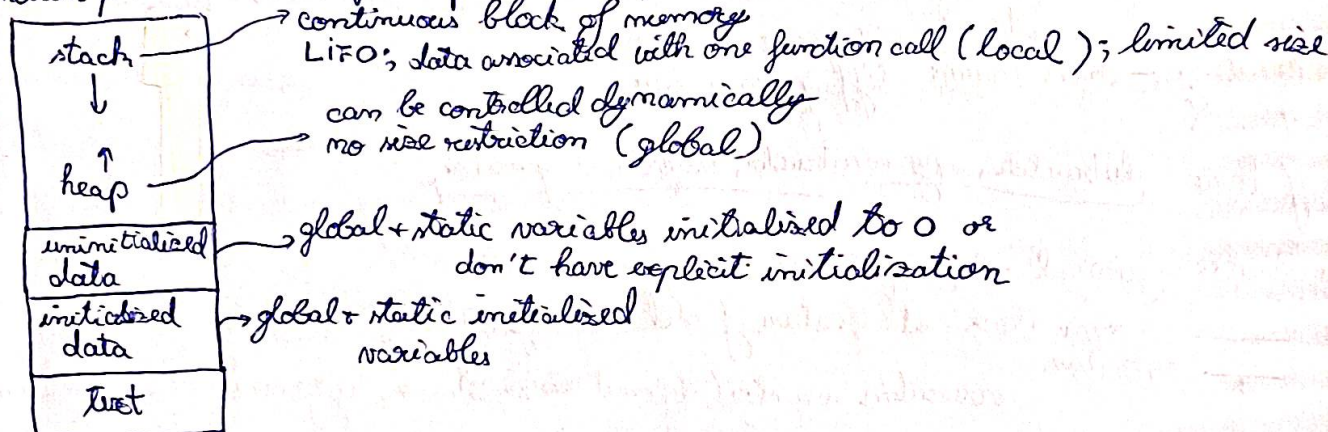 stack
continuous block of memory
LIFO; data associated with one function call (local); limited size
can be controlled dynamically
no size restriction (global)
heap
uninitialized
data
global + static variables initialized to 0 or
don't have explicit initialization
initialized
data
global + static initialized
variables
text